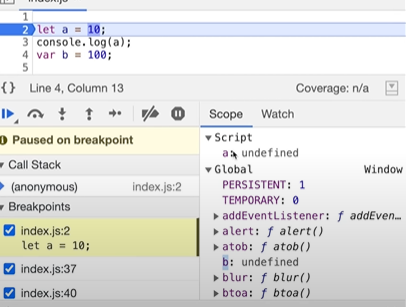 1
2 let a = 10;
3 console.log(a);
4 var b = 100;
5
{} Line 4, Column 13 Coverage: n/a
Scope Watch
Paused on breakpoint
Call Stack
(anonymous) index.js:2
Breakpoints
index.js:2
let a = 10;
index.js:37
index.js:40
Script
a: undefined
Global Window
PERSISTENT: 1
TEMPORARY: 0
addEventListener: ƒ addEven…
alert: ƒ alert()
atob: ƒ atob()
b: undefined
blur: ƒ blur()
btoa: ƒ btoa()